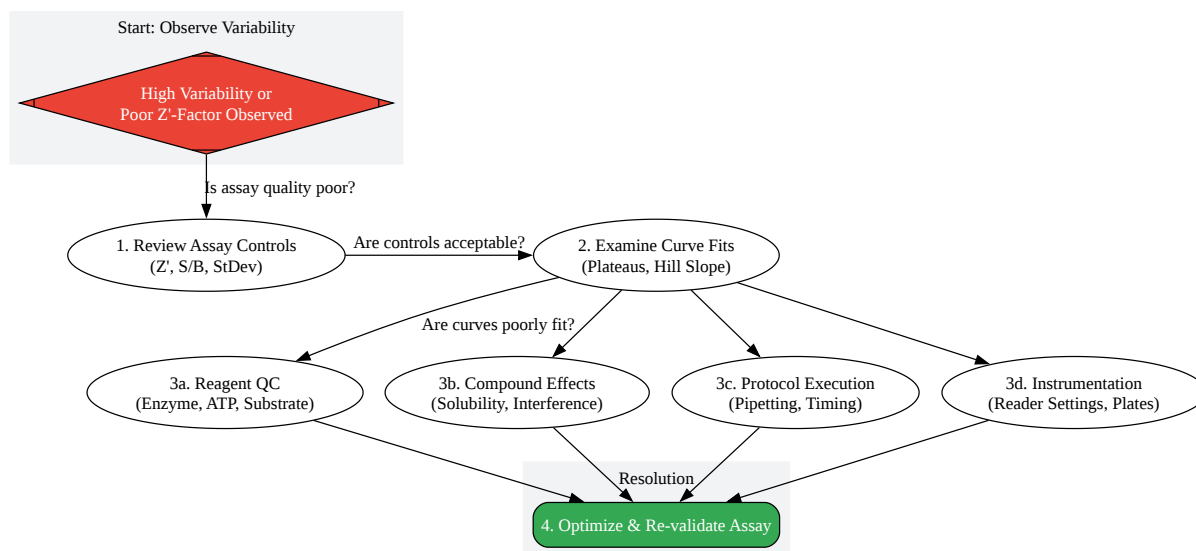 Start: Observe Variability
High Variability or
Poor Z'-Factor Observed
Is assay quality poor?
1. Review Assay Controls
(Z', S/B, StDev)
Are controls acceptable?
2. Examine Curve Fits
(Plateaus, Hill Slope)
Are curves poorly fit?
3a. Reagent QC
(Enzyme, ATP, Substrate)
3b. Compound Effects
(Solubility, Interference)
3c. Protocol Execution
(Pipetting, Timing)
3d. Instrumentation
(Reader Settings, Plates)
Resolution
4. Optimize & Re-validate Assay